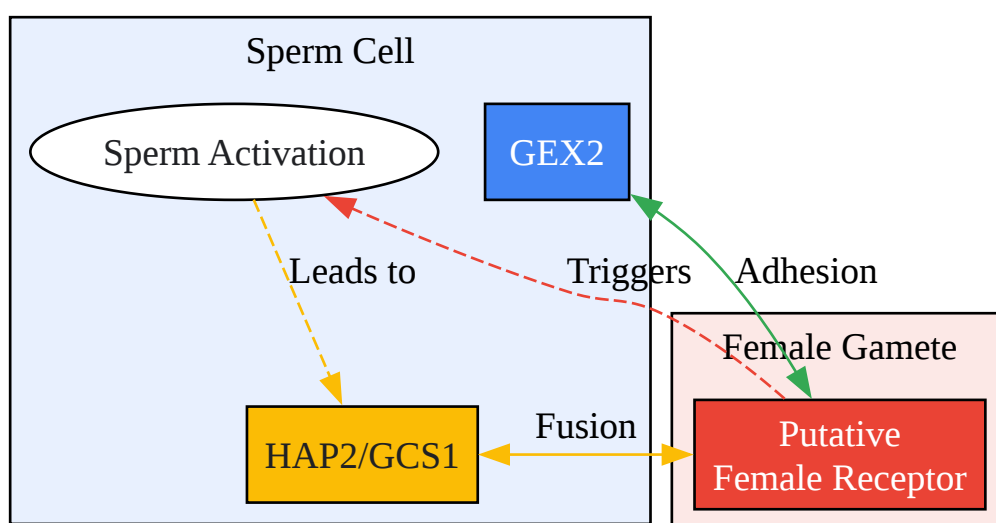 Sperm Cell
Sperm Activation
GEX2
Leads to
Triggers
Adhesion
Female Gamete
HAP2/GCS1
Fusion
Putative
Female Receptor